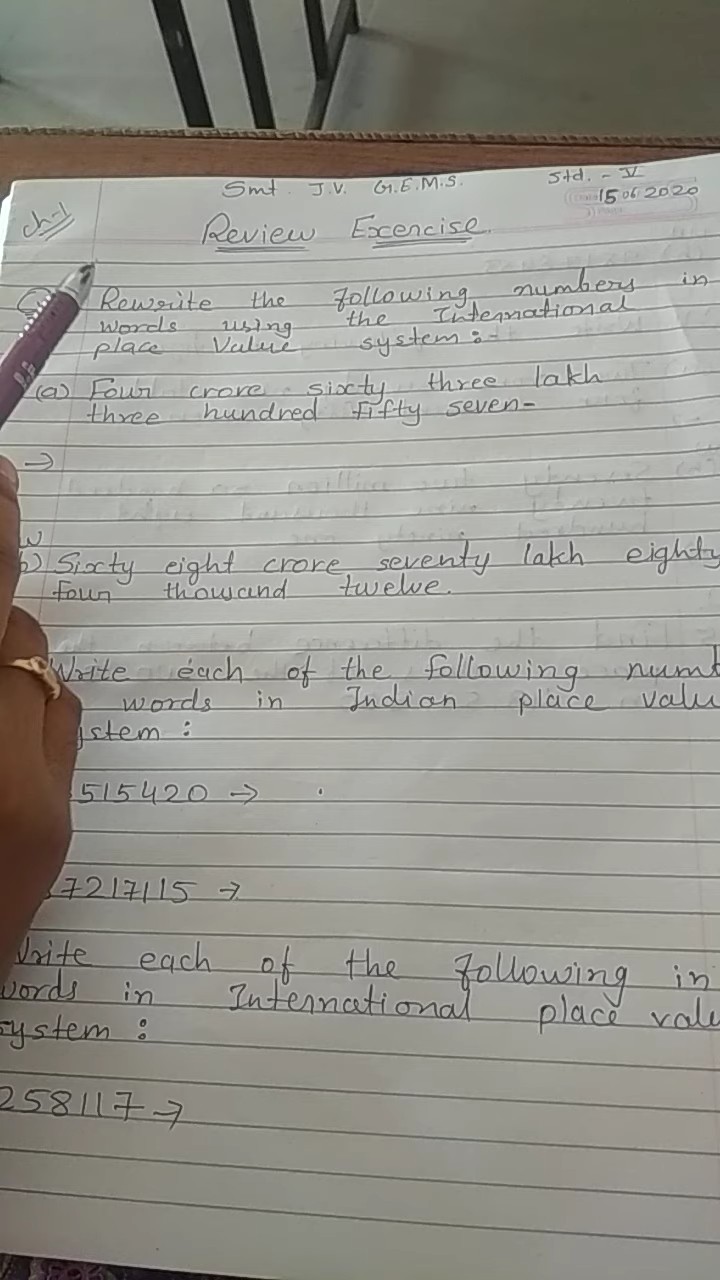 Smt. J.V. G.E.M.S. Std. - V
Ch-1 15 06 2020
Review Exercise.
Rewrite the following numbers in
words using the International
place Value system :-
(a) Four crore sixty three lakh
three hundred fifty seven-
→
b) Sixty eight crore seventy lakh eighty
four thousand twelve.
Write each of the following numb
words in Indian place valu
ystem :
515420 →
7217115 →
Write each of the following in
words in International place valu
system :
258117 →